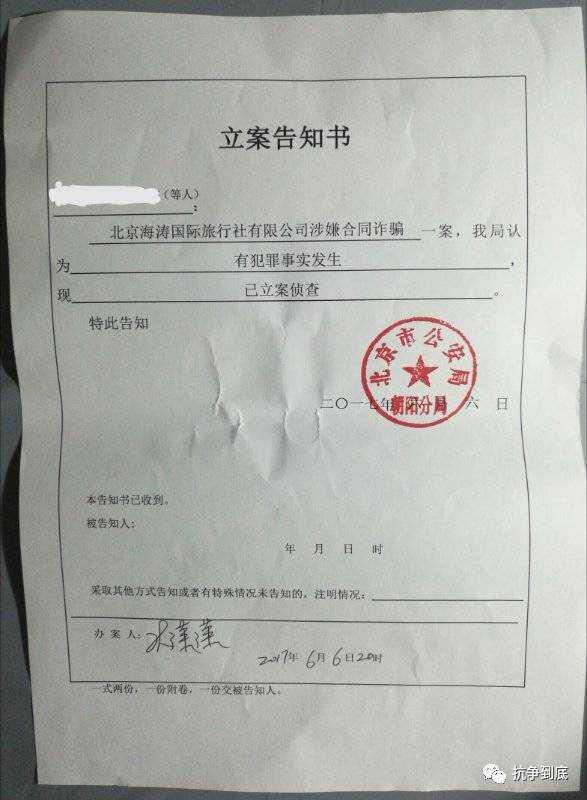 立案告知书
（等人）
：
北京海涛国际旅行社有限公司涉嫌合同诈骗 一案，我局认
为 有犯罪事实发生 ，
现 已立案侦查 。
特此告知
北京市公安局
朝阳分局
二〇一七年 月六日
本告知书已收到。
被告知人：
年 月 日 时
采取其他方式告知或者有特殊情况未告知的，注明情况：
办案人：
2017年6月6日20时
一式两份，一份附卷，一份交被告知人。
抗争到底